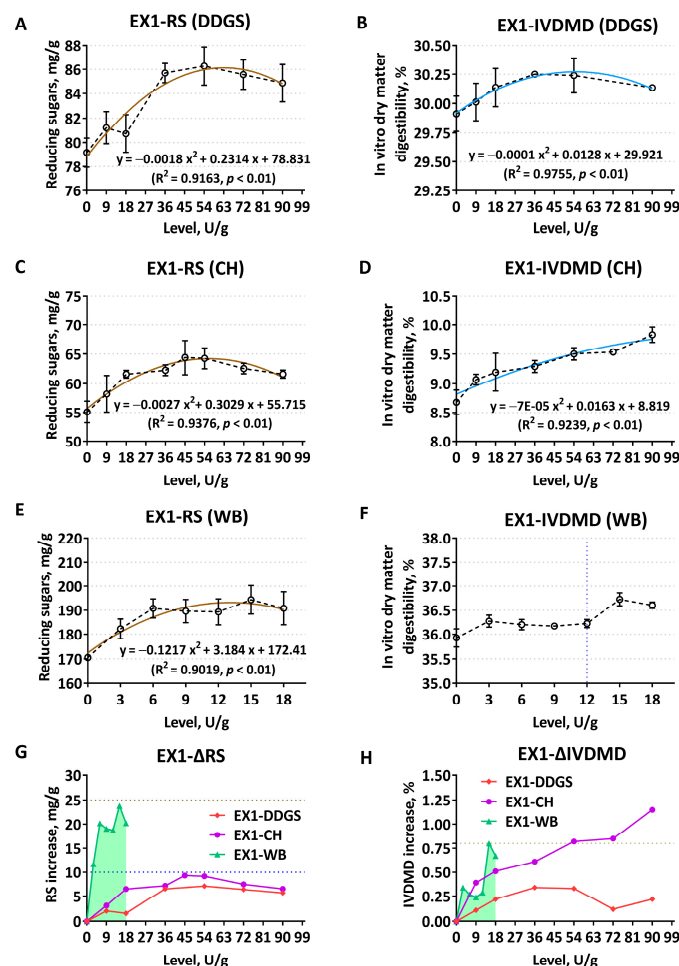 A
EX1-RS (DDGS)
Reducing sugars, mg/g
88
86
84
82
80
78
76
y = −0.0018 x² + 0.2314 x + 78.831
(R² = 0.9163, p < 0.01)
0 9 18 27 36 45 54 63 72 81 90 99
Level, U/g
B
EX1-IVDMD (DDGS)
In vitro dry matter
digestibility, %
30.50
30.25
30.00
29.75
29.50
29.25
y = −0.0001 x² + 0.0128 x + 29.921
(R² = 0.9755, p < 0.01)
0 9 18 27 36 45 54 63 72 81 90 99
Level, U/g
C
EX1-RS (CH)
Reducing sugars, mg/g
75
70
65
60
55
50
y = −0.0027 x² + 0.3029 x + 55.715
(R² = 0.9376, p < 0.01)
0 9 18 27 36 45 54 63 72 81 90 99
Level, U/g
D
EX1-IVDMD (CH)
In vitro dry matter
digestibility, %
10.5
10.0
9.5
9.0
8.5
8.0
y = −7E-05 x² + 0.0163 x + 8.819
(R² = 0.9239, p < 0.01)
0 9 18 27 36 45 54 63 72 81 90 99
Level, U/g
E
EX1-RS (WB)
Reducing sugars, mg/g
220
210
200
190
180
170
160
y = −0.1217 x² + 3.184 x + 172.41
(R² = 0.9019, p < 0.01)
0 3 6 9 12 15 18
Level, U/g
F
EX1-IVDMD (WB)
In vitro dry matter
digestibility, %
38.0
37.5
37.0
36.5
36.0
35.5
35.0
0 3 6 9 12 15 18
Level, U/g
G
EX1-ΔRS
RS increase, mg/g
30
25
20
15
10
5
0
EX1-DDGS
EX1-CH
EX1-WB
0 9 18 27 36 45 54 63 72 81 90 99
Level, U/g
H
EX1-ΔIVDMD
IVDMD increase, %
1.50
1.25
1.00
0.75
0.50
0.25
0.00
EX1-DDGS
EX1-CH
EX1-WB
0 9 18 27 36 45 54 63 72 81 90 99
Level, U/g